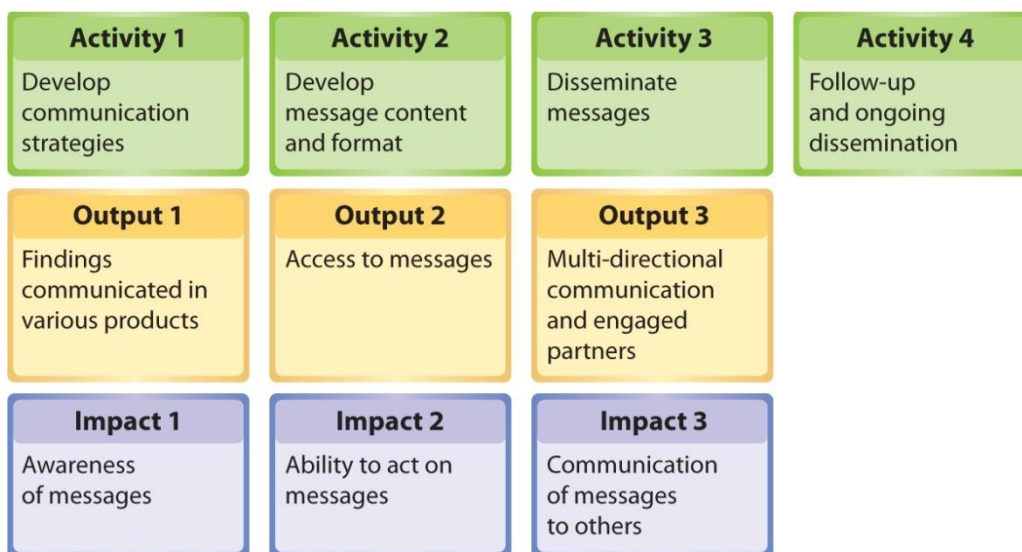 Activity 1
Develop
communication
strategies
Activity 2
Develop
message content
and format
Activity 3
Disseminate
messages
Activity 4
Follow-up
and ongoing
dissemination
Output 1
Findings
communicated in
various products
Output 2
Access to messages
Output 3
Multi-directional
communication
and engaged
partners
Impact 1
Awareness
of messages
Impact 2
Ability to act on
messages
Impact 3
Communication
of messages
to others